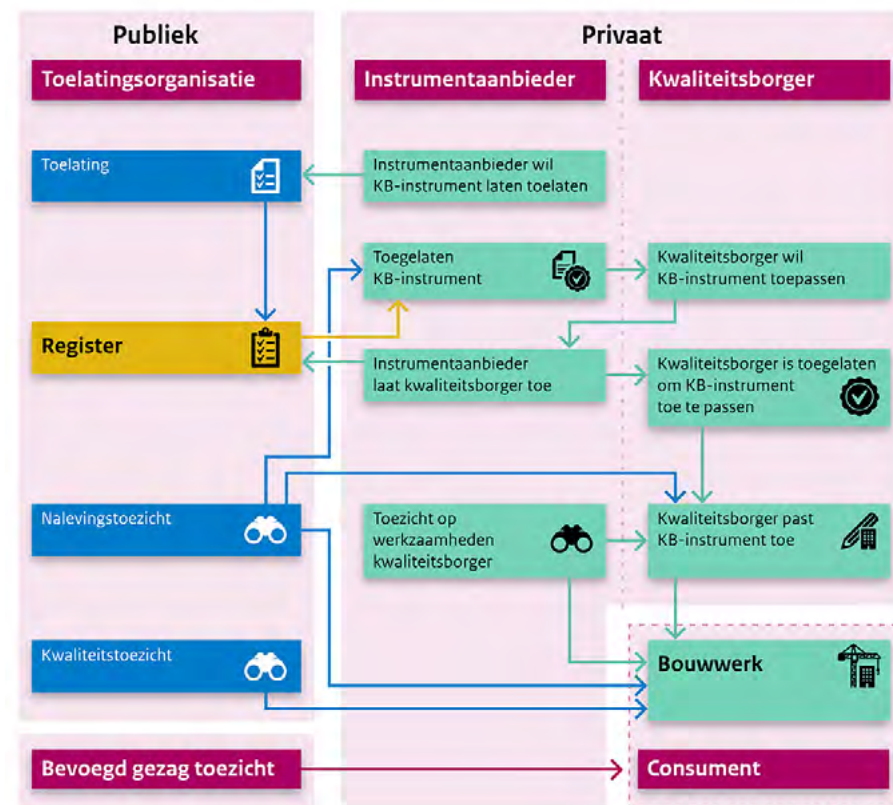 Publiek
Privaat
Toelatingsorganisatie
Instrumentaanbieder
Kwaliteitsborger
Toelating
Instrumentaanbieder wil
KB-instrument laten toelaten
Toegelaten
KB-instrument
Kwaliteitsborger wil
KB-instrument toepassen
Register
Instrumentaanbieder
laat kwaliteitsborger toe
Kwaliteitsborger is toegelaten
om KB-instrument
toe te passen
Nalevingstoezicht
Toezicht op
werkzaamheden
kwaliteitsborger
Kwaliteitsborger past
KB-instrument toe
Kwaliteitstoezicht
Bouwwerk
Bevoegd gezag toezicht
Consument